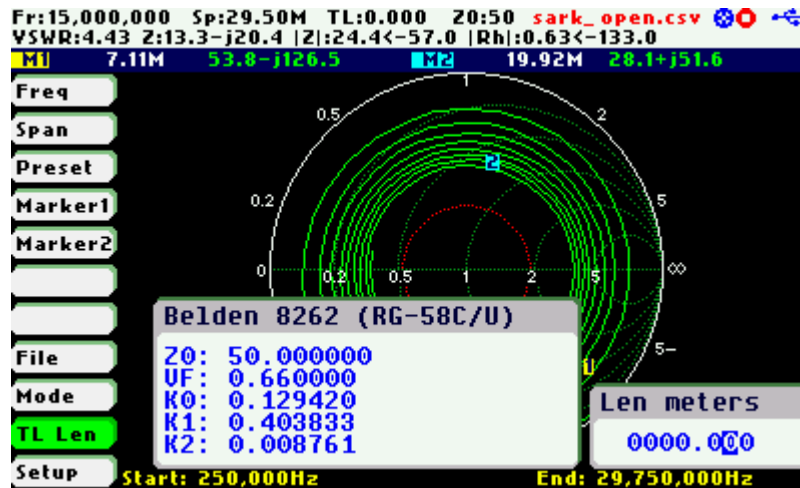 Fr:15,000,000 Sp:29.50M TL:0.000 Z0:50 sark_open.csv
VSWR:4.43 Z:13.3-j20.4 |Z|:24.4<-57.0 |Rh|:0.63<-133.0
M1 7.11M 53.8-j126.5 M2 19.92M 28.1+j51.6
Freq
Span
Preset
Marker1
Marker2
File
Mode
TL Len
Setup
1
0.5
2
2
0.2
5
0
0.2
0.5
1
2
5
∞
5-
1
Belden 8262 (RG-58C/U)
Z0: 50.000000
VF: 0.660000
K0: 0.129420
K1: 0.403833
K2: 0.008761
Len meters
0000.000
Start: 250,000Hz
End: 29,750,000Hz